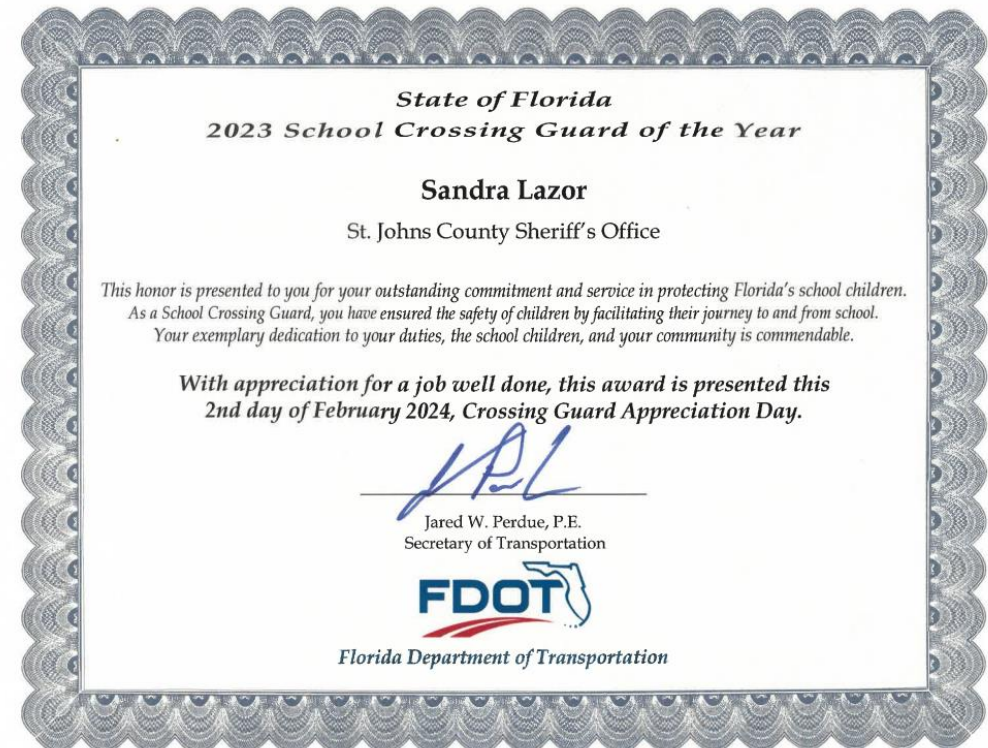 State of Florida
2023 School Crossing Guard of the Year
Sandra Lazor
St. Johns County Sheriff's Office
This honor is presented to you for your outstanding commitment and service in protecting Florida's school children.
As a School Crossing Guard, you have ensured the safety of children by facilitating their journey to and from school.
Your exemplary dedication to your duties, the school children, and your community is commendable.
With appreciation for a job well done, this award is presented this
2nd day of February 2024, Crossing Guard Appreciation Day.
Jared W. Perdue, P.E.
Secretary of Transportation
FDOT
Florida Department of Transportation